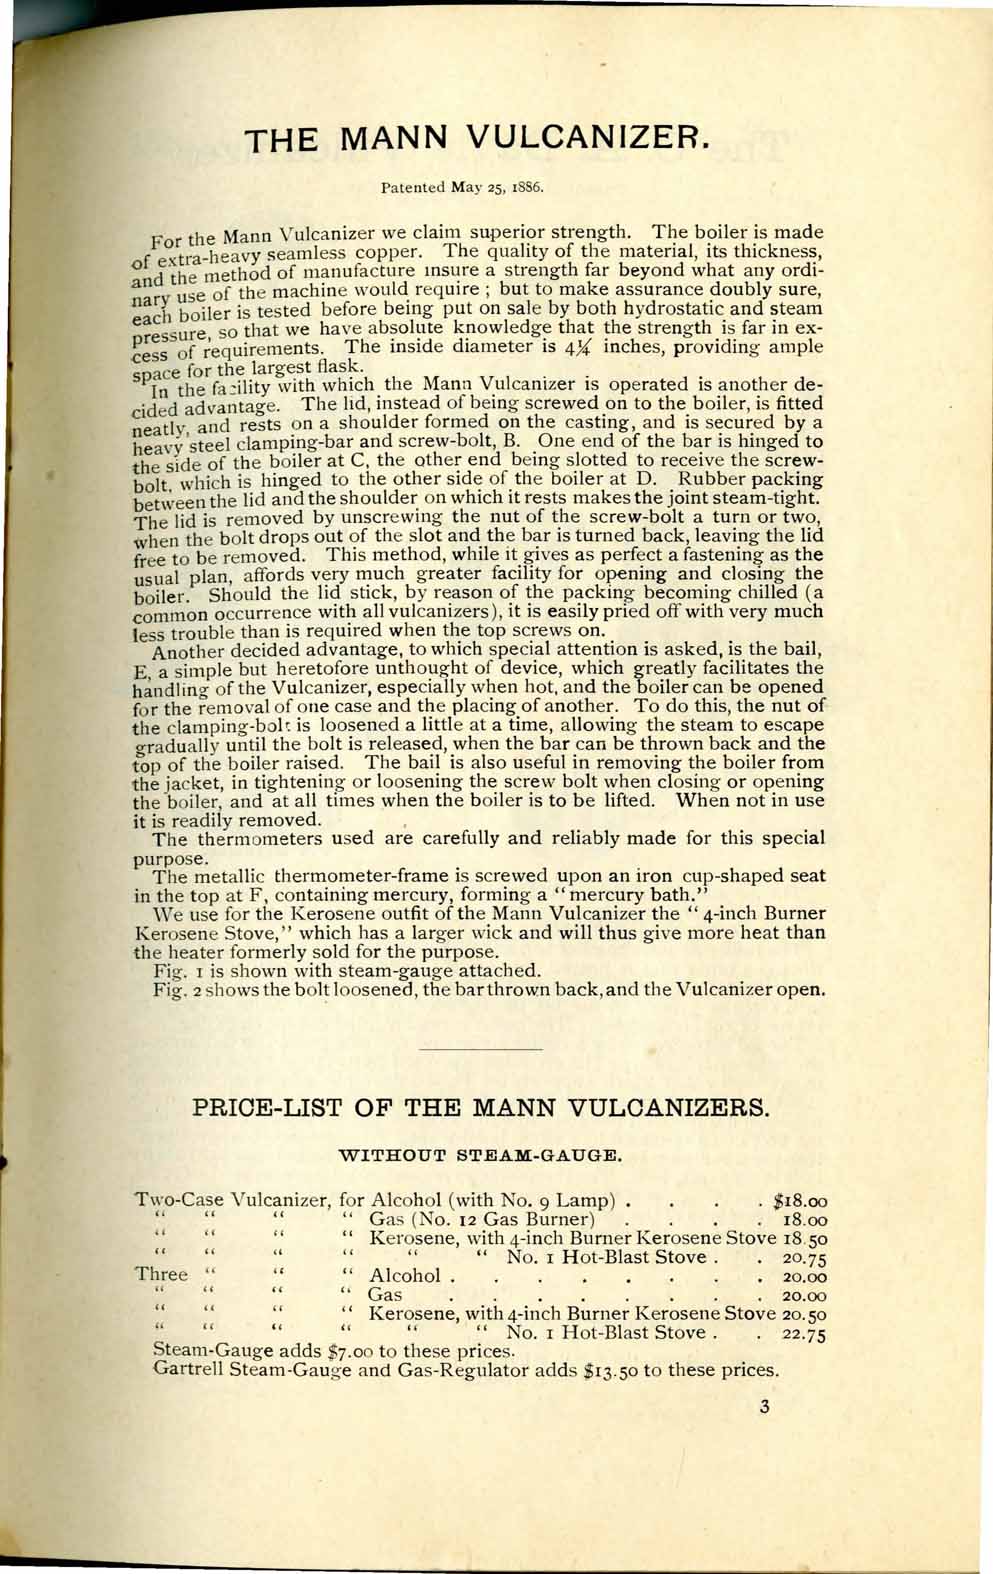 THE MANN VULCANIZER.
Patented May 25, 1886.
For the Mann Vulcanizer we claim superior strength. The boiler is made
of extra-heavy seamless copper. The quality of the material, its thickness,
and the method of manufacture insure a strength far beyond what any ordi-
nary use of the machine would require ; but to make assurance doubly sure,
each boiler is tested before being put on sale by both hydrostatic and steam
pressure, so that we have absolute knowledge that the strength is far in ex-
cess of requirements. The inside diameter is 4¼ inches, providing ample
space for the largest flask.
In the facility with which the Mann Vulcanizer is operated is another de-
cided advantage. The lid, instead of being screwed on to the boiler, is fitted
neatly, and rests on a shoulder formed on the casting, and is secured by a
heavy steel clamping-bar and screw-bolt, B. One end of the bar is hinged to
the side of the boiler at C, the other end being slotted to receive the screw-
bolt, which is hinged to the other side of the boiler at D. Rubber packing
between the lid and the shoulder on which it rests makes the joint steam-tight.
The lid is removed by unscrewing the nut of the screw-bolt a turn or two,
when the bolt drops out of the slot and the bar is turned back, leaving the lid
free to be removed. This method, while it gives as perfect a fastening as the
usual plan, affords very much greater facility for opening and closing the
boiler. Should the lid stick, by reason of the packing becoming chilled (a
common occurrence with all vulcanizers), it is easily pried off with very much
less trouble than is required when the top screws on.
Another decided advantage, to which special attention is asked, is the bail,
E, a simple but heretofore unthought of device, which greatly facilitates the
handling of the Vulcanizer, especially when hot, and the boiler can be opened
for the removal of one case and the placing of another. To do this, the nut of
the clamping-bolt is loosened a little at a time, allowing the steam to escape
gradually until the bolt is released, when the bar can be thrown back and the
top of the boiler raised. The bail is also useful in removing the boiler from
the jacket, in tightening or loosening the screw bolt when closing or opening
the boiler, and at all times when the boiler is to be lifted. When not in use
it is readily removed.
The thermometers used are carefully and reliably made for this special
purpose.
The metallic thermometer-frame is screwed upon an iron cup-shaped seat
in the top at F, containing mercury, forming a "mercury bath."
We use for the Kerosene outfit of the Mann Vulcanizer the "4-inch Burner
Kerosene Stove," which has a larger wick and will thus give more heat than
the heater formerly sold for the purpose.
Fig. 1 is shown with steam-gauge attached.
Fig. 2 shows the bolt loosened, the bar thrown back, and the Vulcanizer open.
PRICE-LIST OF THE MANN VULCANIZERS.
WITHOUT STEAM-GAUGE.
Two-Case Vulcanizer, for Alcohol (with No. 9 Lamp) . . . . $18.00
" " " " Gas (No. 12 Gas Burner) . . . . 18.00
" " " " Kerosene, with 4-inch Burner Kerosene Stove 18.50
" " " " " " No. 1 Hot-Blast Stove . . 20.75
Three " " " Alcohol . . . . . . . . 20.00
" " " " Gas . . . . . . . . 20.00
" " " " Kerosene, with 4-inch Burner Kerosene Stove 20.50
" " " " " " No. 1 Hot-Blast Stove . . 22.75
Steam-Gauge adds $7.00 to these prices.
Gartrell Steam-Gauge and Gas-Regulator adds $13.50 to these prices.
3